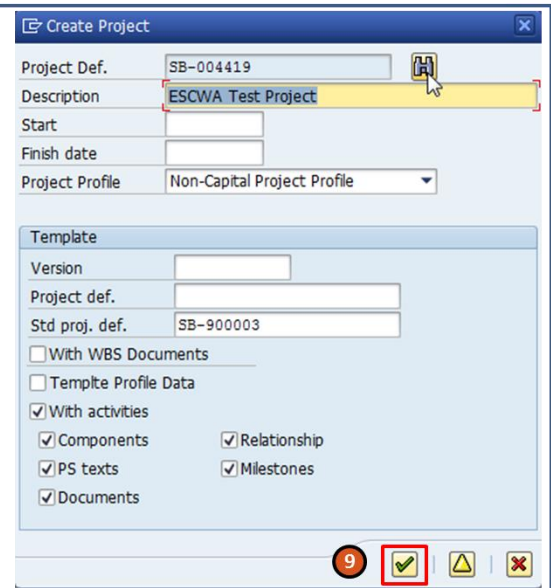 Create Project
Project Def. SB-004419
Description ESCWA Test Project
Start
Finish date
Project Profile Non-Capital Project Profile
Template
Version
Project def.
Std proj. def. SB-900003
With WBS Documents
Templte Profile Data
With activities
Components Relationship
PS texts Milestones
Documents
9